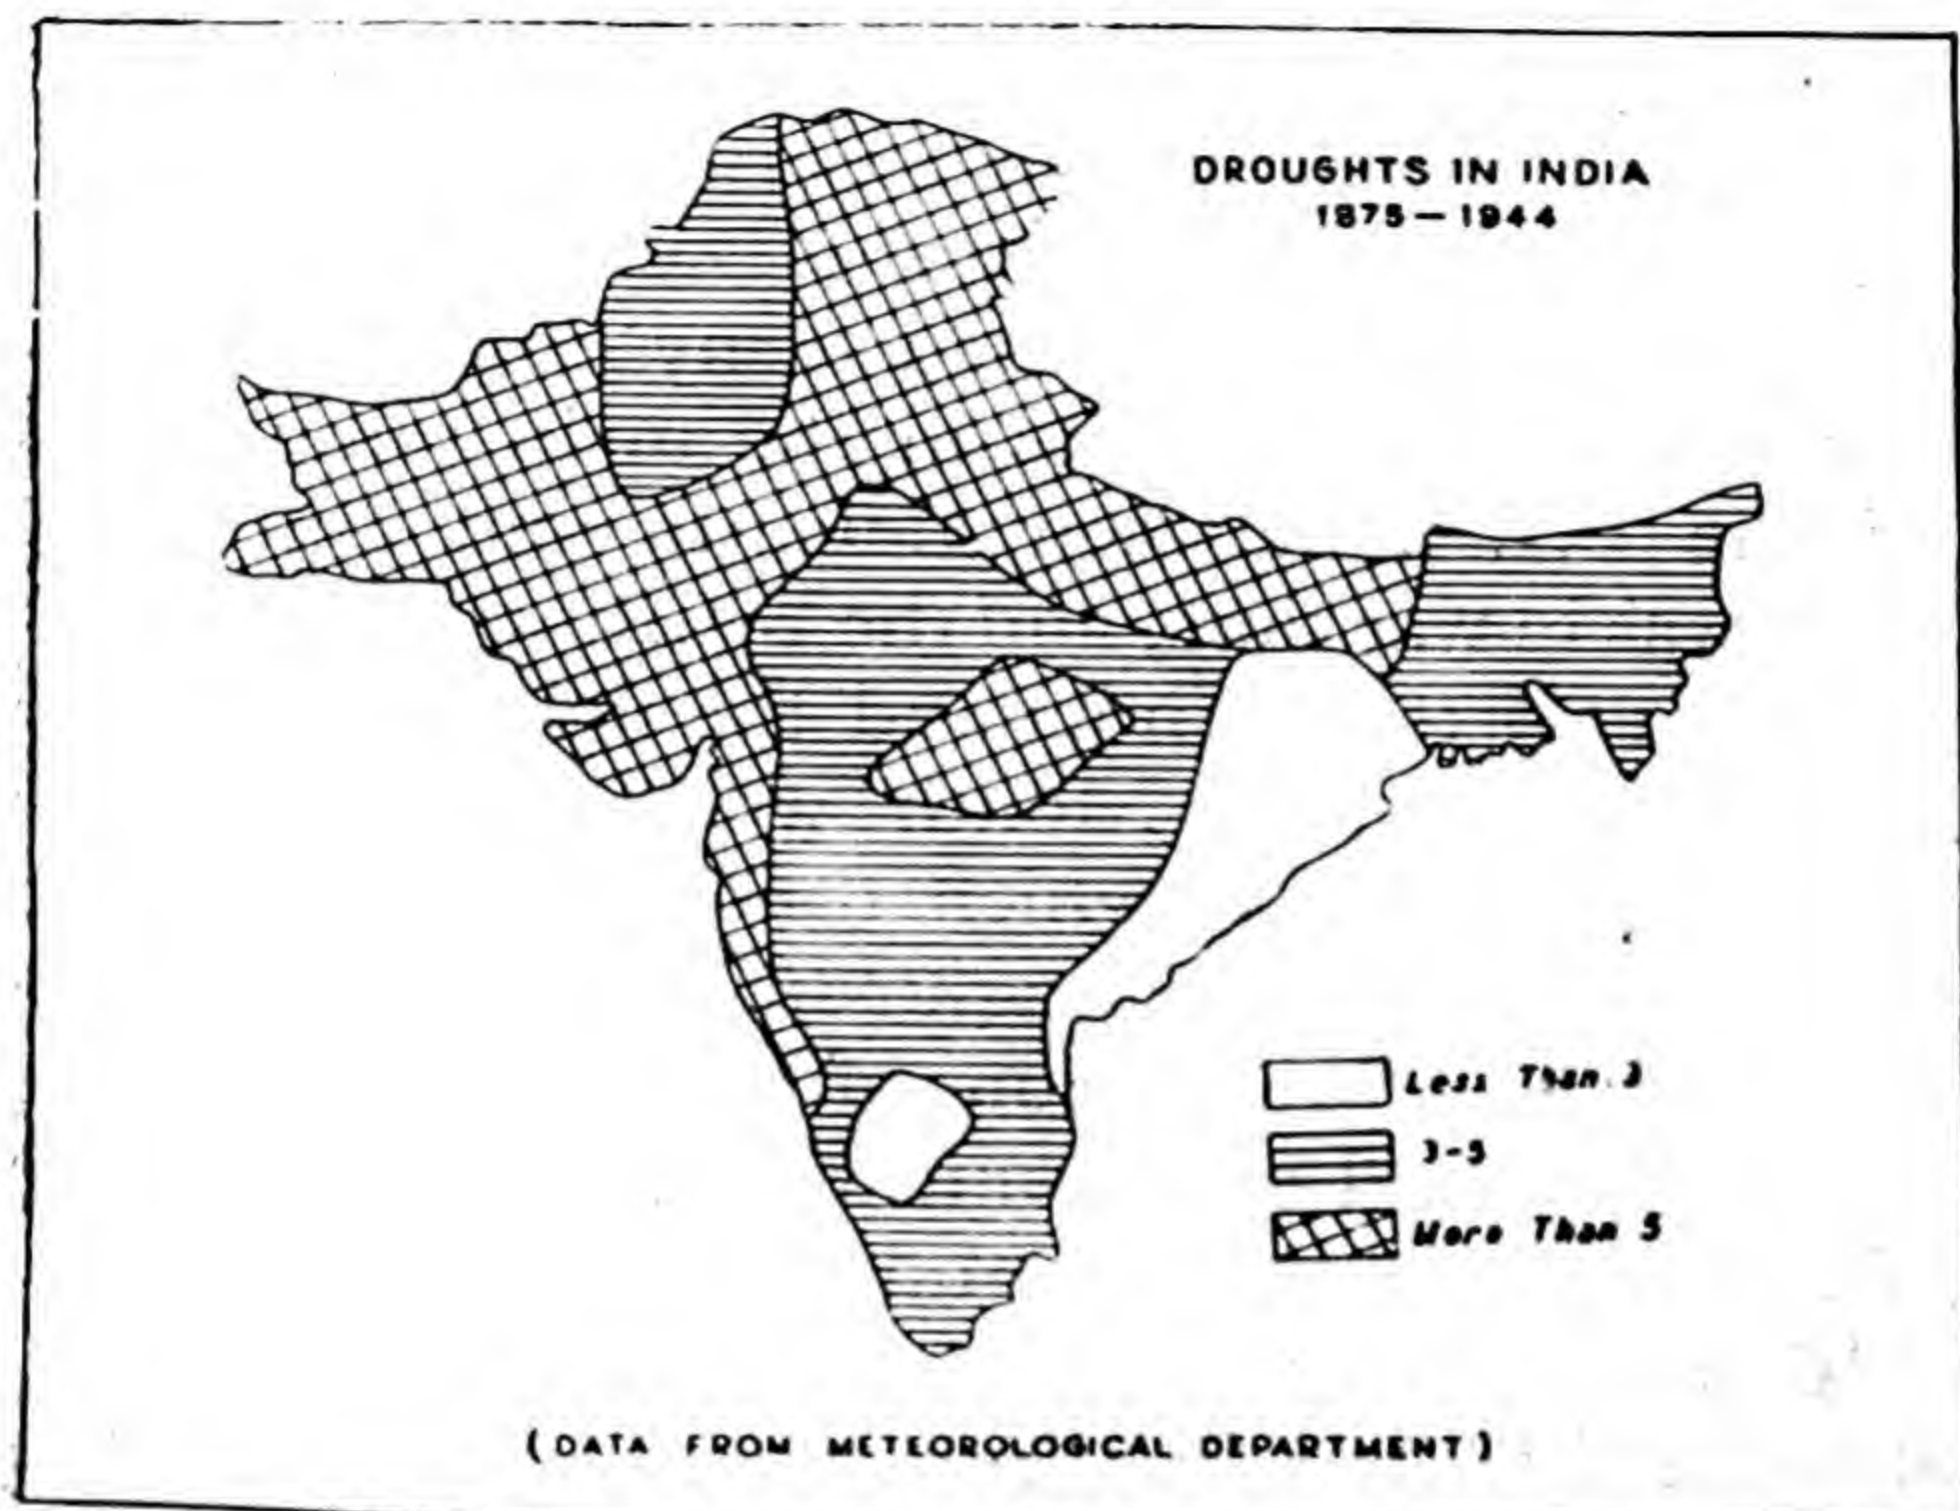 DROUGHTS IN INDIA
1875 — 1944
Less Than 3
3-5
More Than 5
( DATA FROM METEOROLOGICAL DEPARTMENT )